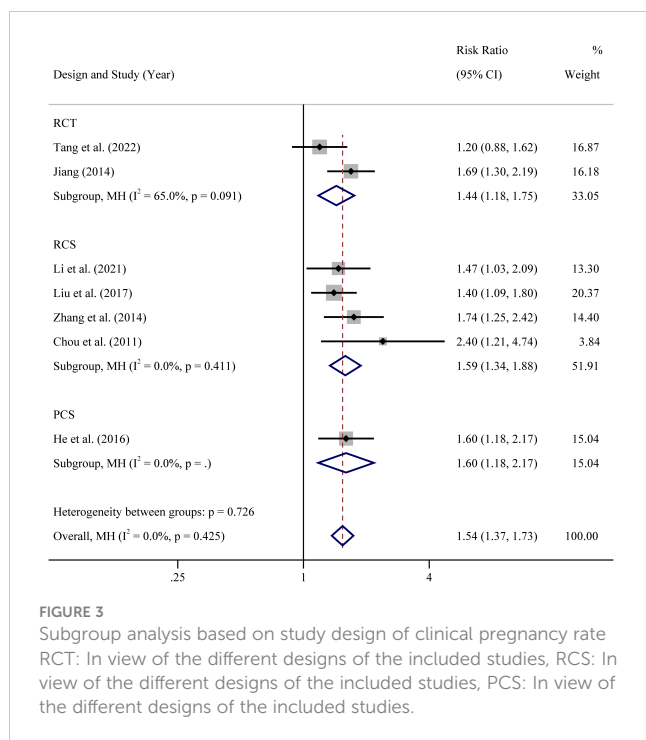 Risk Ratio %
Design and Study (Year) (95% CI) Weight
RCT
Tang et al. (2022) 1.20 (0.88, 1.62) 16.87
Jiang (2014) 1.69 (1.30, 2.19) 16.18
Subgroup, MH (I² = 65.0%, p = 0.091) 1.44 (1.18, 1.75) 33.05
RCS
Li et al. (2021) 1.47 (1.03, 2.09) 13.30
Liu et al. (2017) 1.40 (1.09, 1.80) 20.37
Zhang et al. (2014) 1.74 (1.25, 2.42) 14.40
Chou et al. (2011) 2.40 (1.21, 4.74) 3.84
Subgroup, MH (I² = 0.0%, p = 0.411) 1.59 (1.34, 1.88) 51.91
PCS
He et al. (2016) 1.60 (1.18, 2.17) 15.04
Subgroup, MH (I² = 0.0%, p = .) 1.60 (1.18, 2.17) 15.04
Heterogeneity between groups: p = 0.726
Overall, MH (I² = 0.0%, p = 0.425) 1.54 (1.37, 1.73) 100.00
.25 1 4
FIGURE 3
Subgroup analysis based on study design of clinical pregnancy rate
RCT: In view of the different designs of the included studies, RCS: In
view of the different designs of the included studies, PCS: In view of
the different designs of the included studies.